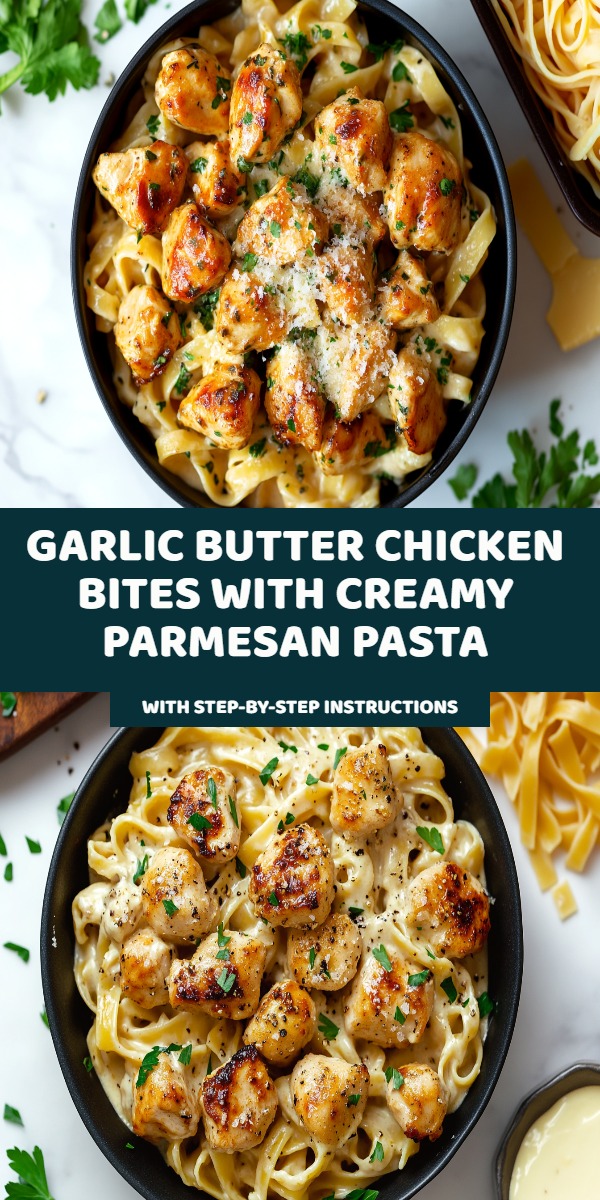 GARLIC BUTTER CHICKEN
BITES WITH CREAMY
PARMESAN PASTA
WITH STEP-BY-STEP INSTRUCTIONS